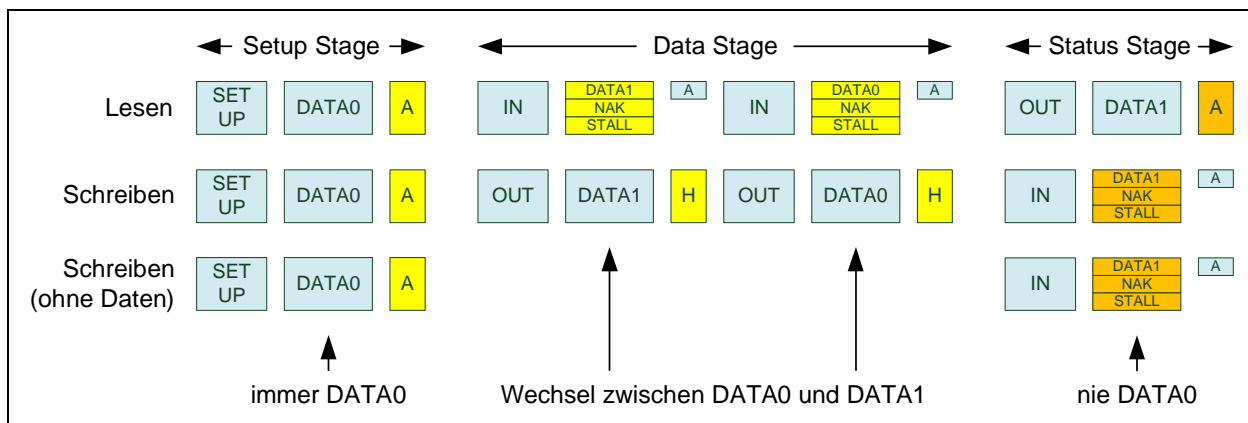 Setup Stage
Data Stage
Status Stage
Lesen
SET
UP
DATA0
A
IN
DATA1
NAK
STALL
A
IN
DATA0
NAK
STALL
A
OUT
DATA1
A
Schreiben
SET
UP
DATA0
A
OUT
DATA1
H
OUT
DATA0
H
IN
DATA1
NAK
STALL
A
Schreiben
(ohne Daten)
SET
UP
DATA0
A
IN
DATA1
NAK
STALL
A
immer DATA0
Wechsel zwischen DATA0 und DATA1
nie DATA0